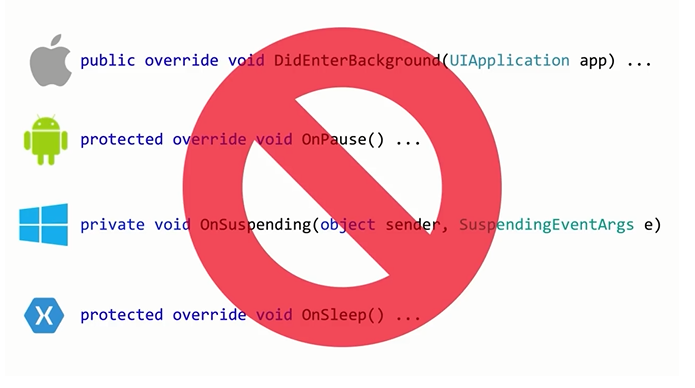 public override void DidEnterBackground(UIApplication app) ...
protected override void OnPause() ...
private void OnSuspending(object sender, SuspendingEventArgs e)
protected override void OnSleep() ...